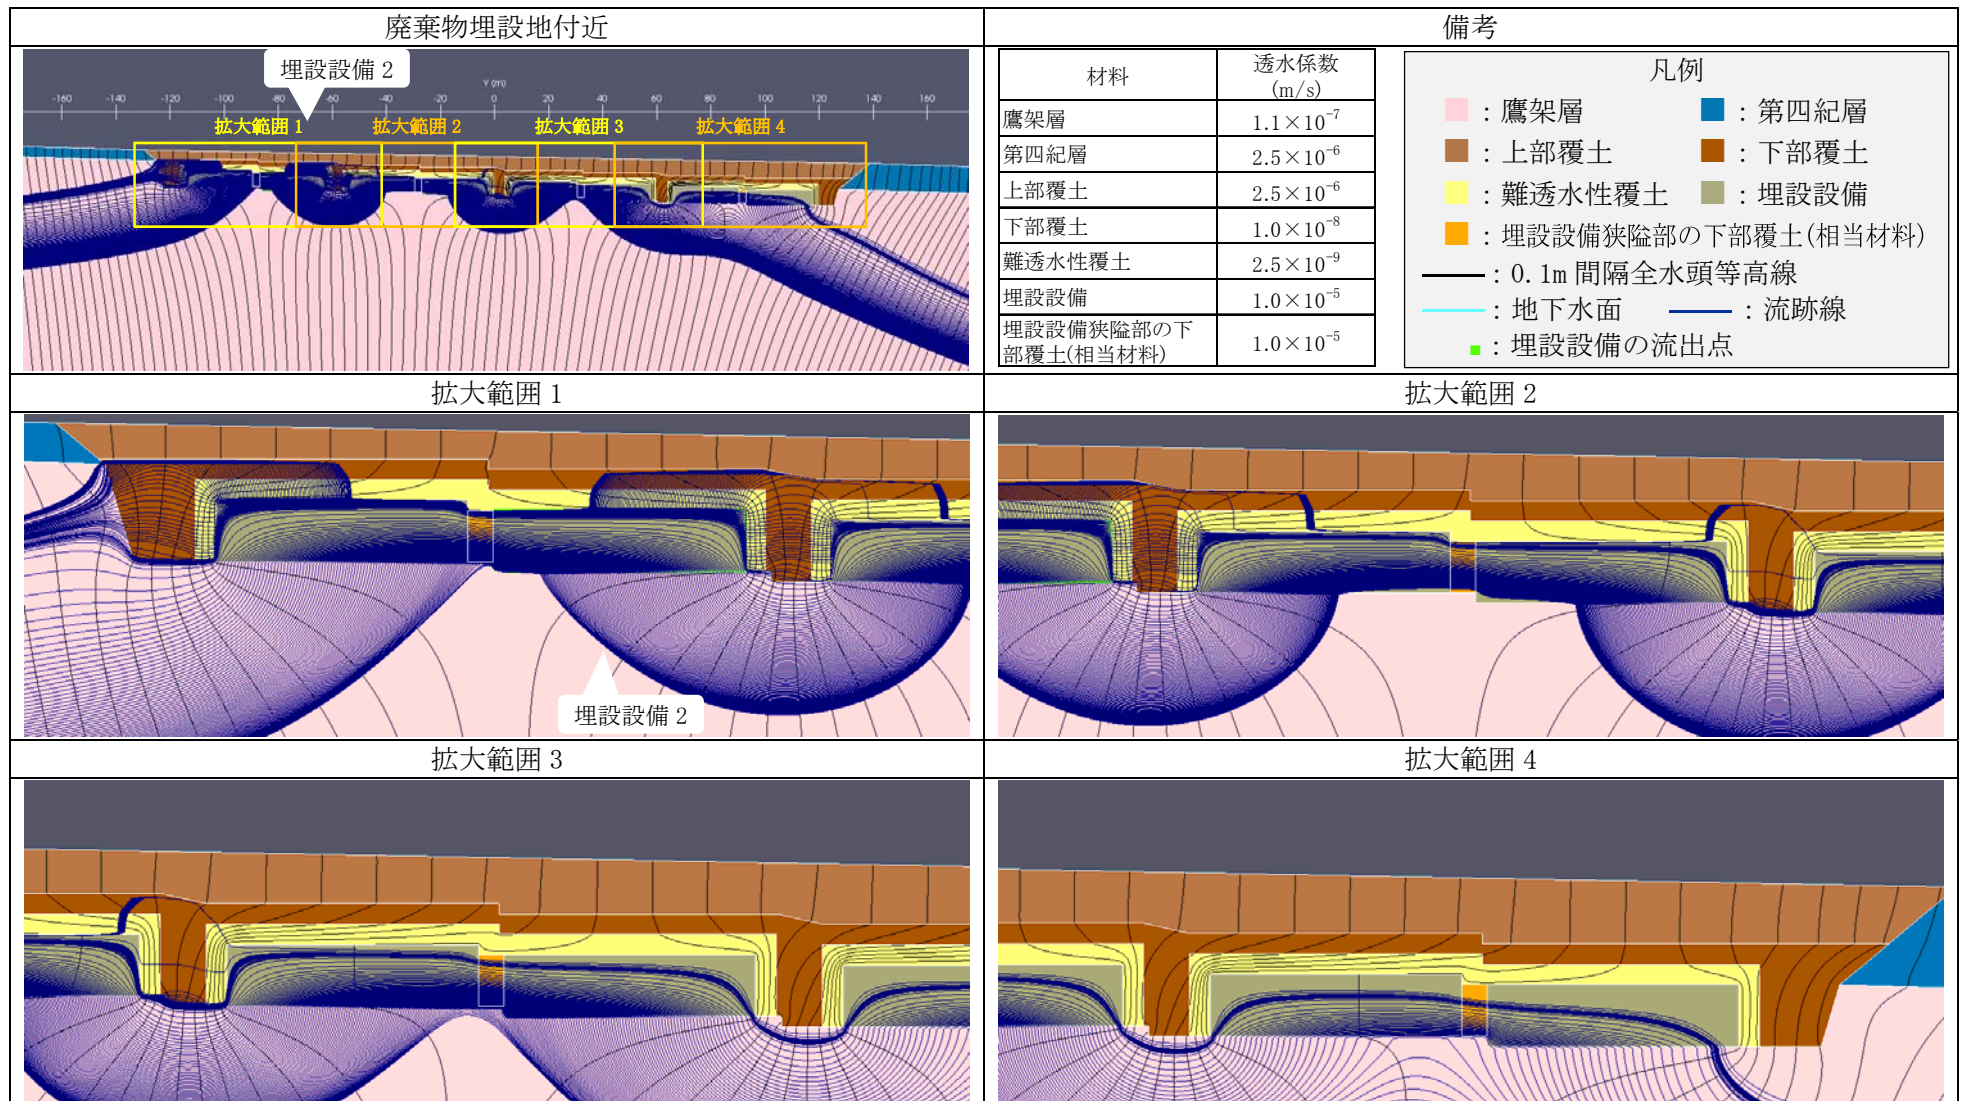 廃棄物埋設地付近
備考
埋設設備 2
Y (m)
-160 -140 -120 -100 -80 -60 -40 -20 0 20 40 60 80 100 120 140 160
拡大範囲 1 拡大範囲 2 拡大範囲 3 拡大範囲 4
材料 透水係数
(m/s)
鷹架層 1.1×10⁻⁷
第四紀層 2.5×10⁻⁶
上部覆土 2.5×10⁻⁶
下部覆土 1.0×10⁻⁸
難透水性覆土 2.5×10⁻⁹
埋設設備 1.0×10⁻⁵
埋設設備狭隘部の下
部覆土(相当材料) 1.0×10⁻⁵
凡例
：鷹架層 ：第四紀層
：上部覆土 ：下部覆土
：難透水性覆土 ：埋設設備
：埋設設備狭隘部の下部覆土(相当材料)
：0.1m 間隔全水頭等高線
：地下水面 ：流跡線
：埋設設備の流出点
拡大範囲 1
拡大範囲 2
埋設設備 2
拡大範囲 3
拡大範囲 4